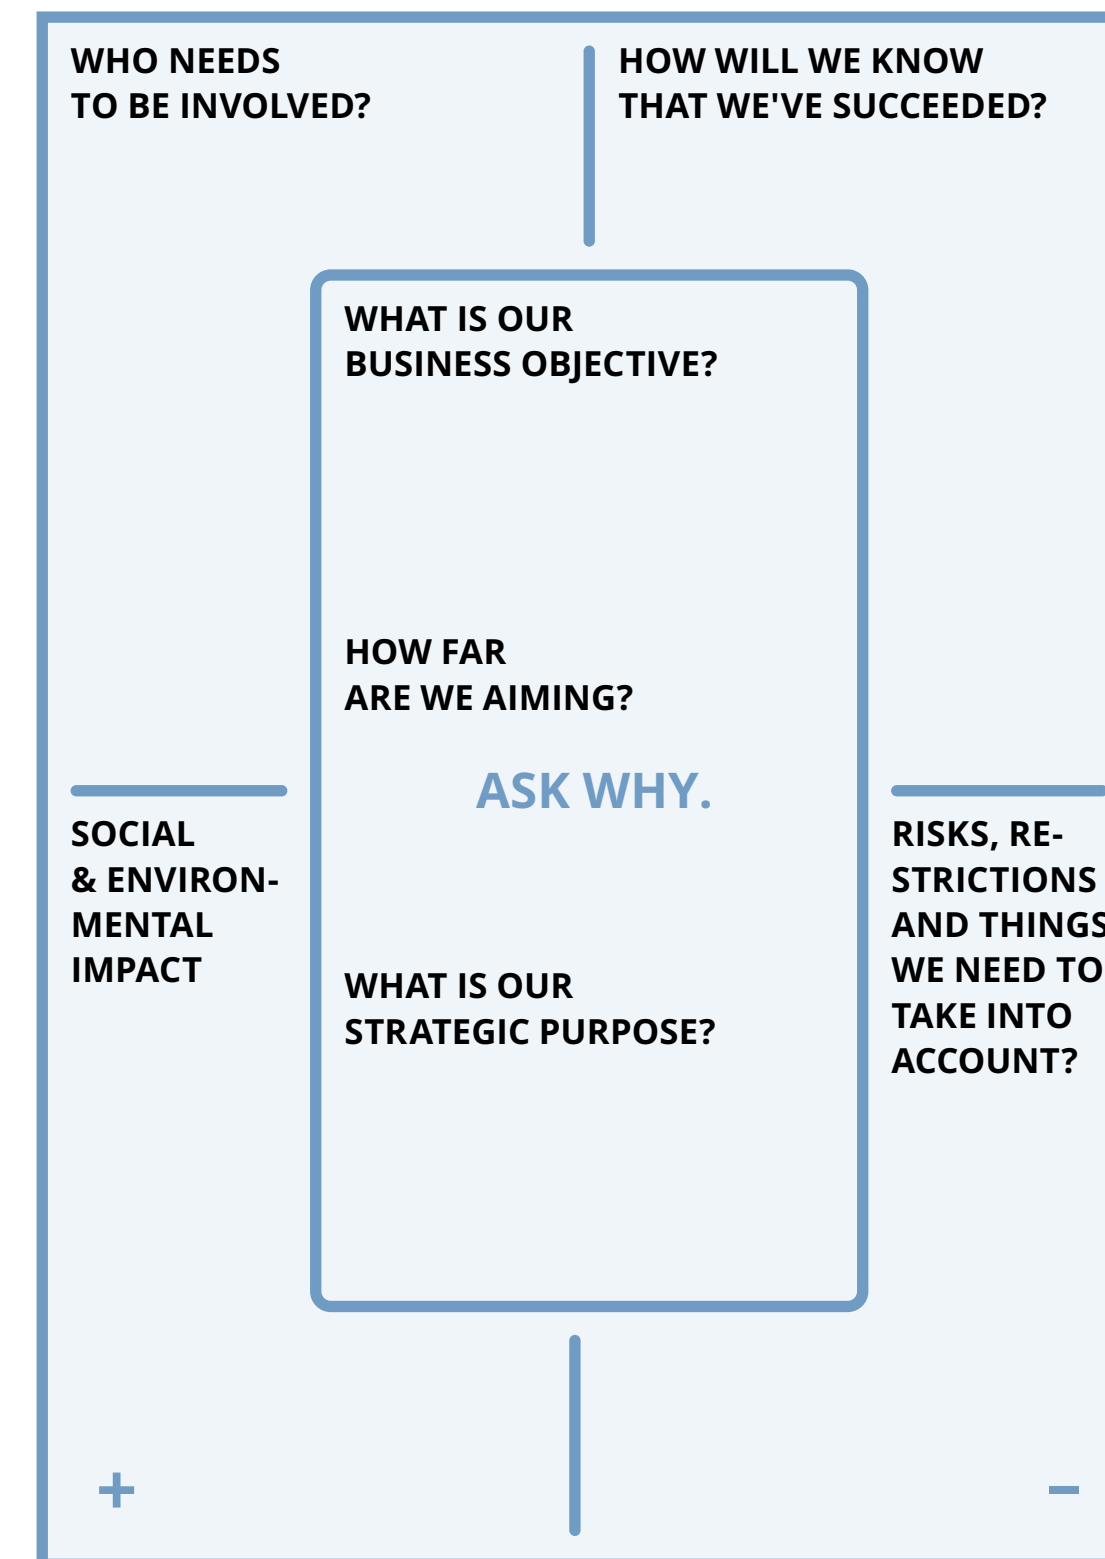 WHO NEEDS
TO BE INVOLVED?
HOW WILL WE KNOW
THAT WE'VE SUCCEEDED?
WHAT IS OUR
BUSINESS OBJECTIVE?
HOW FAR
ARE WE AIMING?
ASK WHY.
WHAT IS OUR
STRATEGIC PURPOSE?
SOCIAL
& ENVIRON-
MENTAL
IMPACT
RISKS, RE-
STRICTIONS
AND THINGS
WE NEED TO
TAKE INTO
ACCOUNT?
+
–